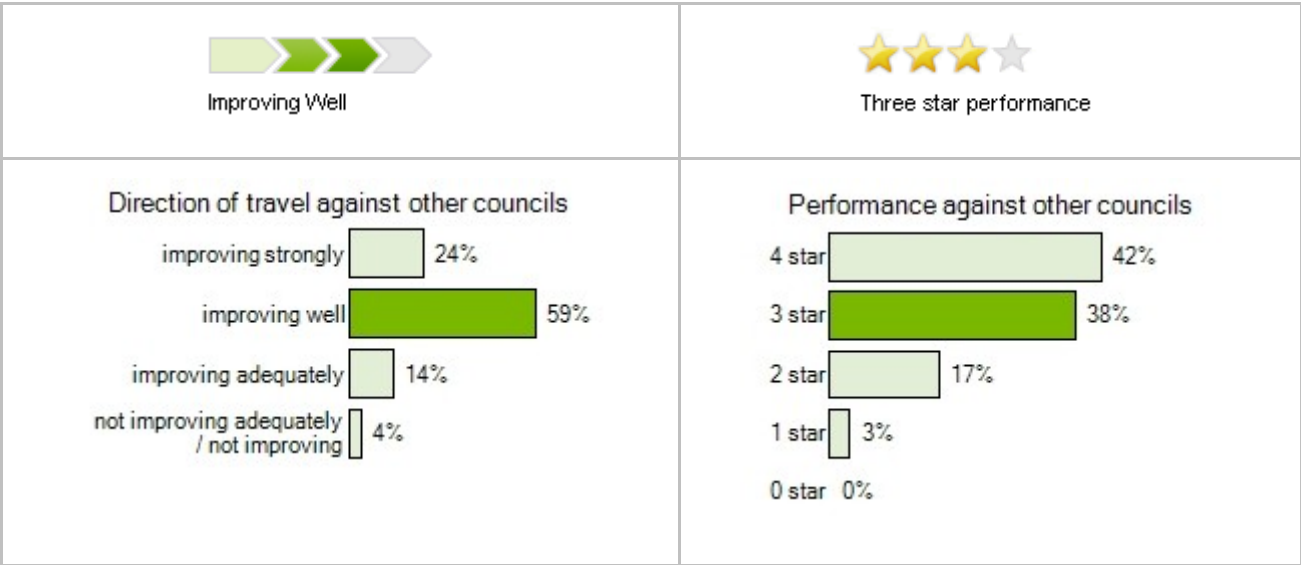 Improving Well
Three star performance
Direction of travel against other councils
improving strongly 24%
improving well 59%
improving adequately 14%
not improving adequately
/ not improving 4%
Performance against other councils
4 star 42%
3 star 38%
2 star 17%
1 star 3%
0 star 0%